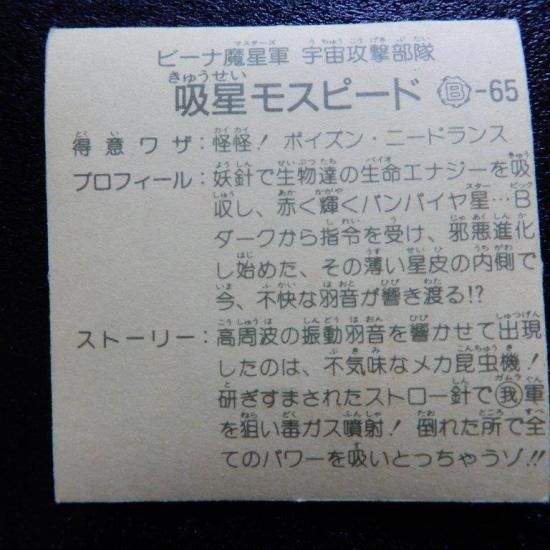 ビーナ魔星軍 宇宙攻撃部隊
吸星モスピード Ⓑ-65
得意ワザ:怪怪! ポイズン・ニードランス
プロフィール:妖針で生物達の生命エナジーを吸
収し、赤く輝くバンパイヤ星…B
ダークから指令を受け、邪悪進化
し始めた、その薄い星皮の内側で
今、不快な羽音が響き渡る!?
ストーリー:高周波の振動羽音を響かせて出現
したのは、不気味なメカ昆虫機!
研ぎすまされたストロー針で我軍
を狙い毒ガス噴射! 倒れた所で全
てのパワーを吸いとっちゃうゾ!!